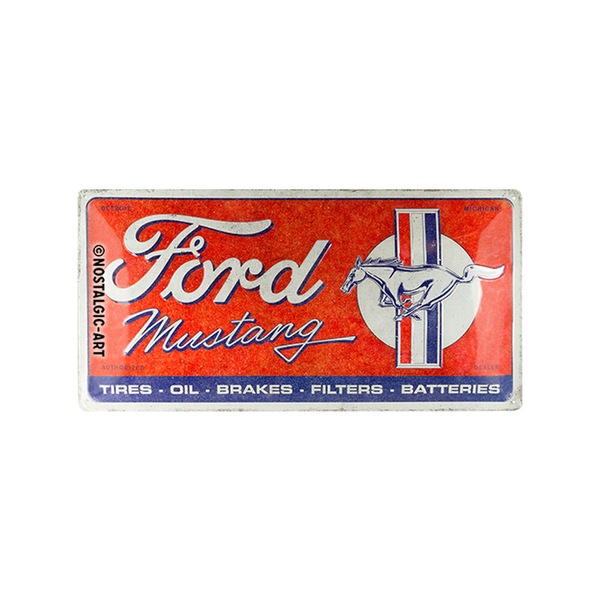 DETROIT MICHIGAN
Ford
Mustang
AUTHORIZED DEALER
TIRES - OIL - BRAKES - FILTERS - BATTERIES
©NOSTALGIC-ART